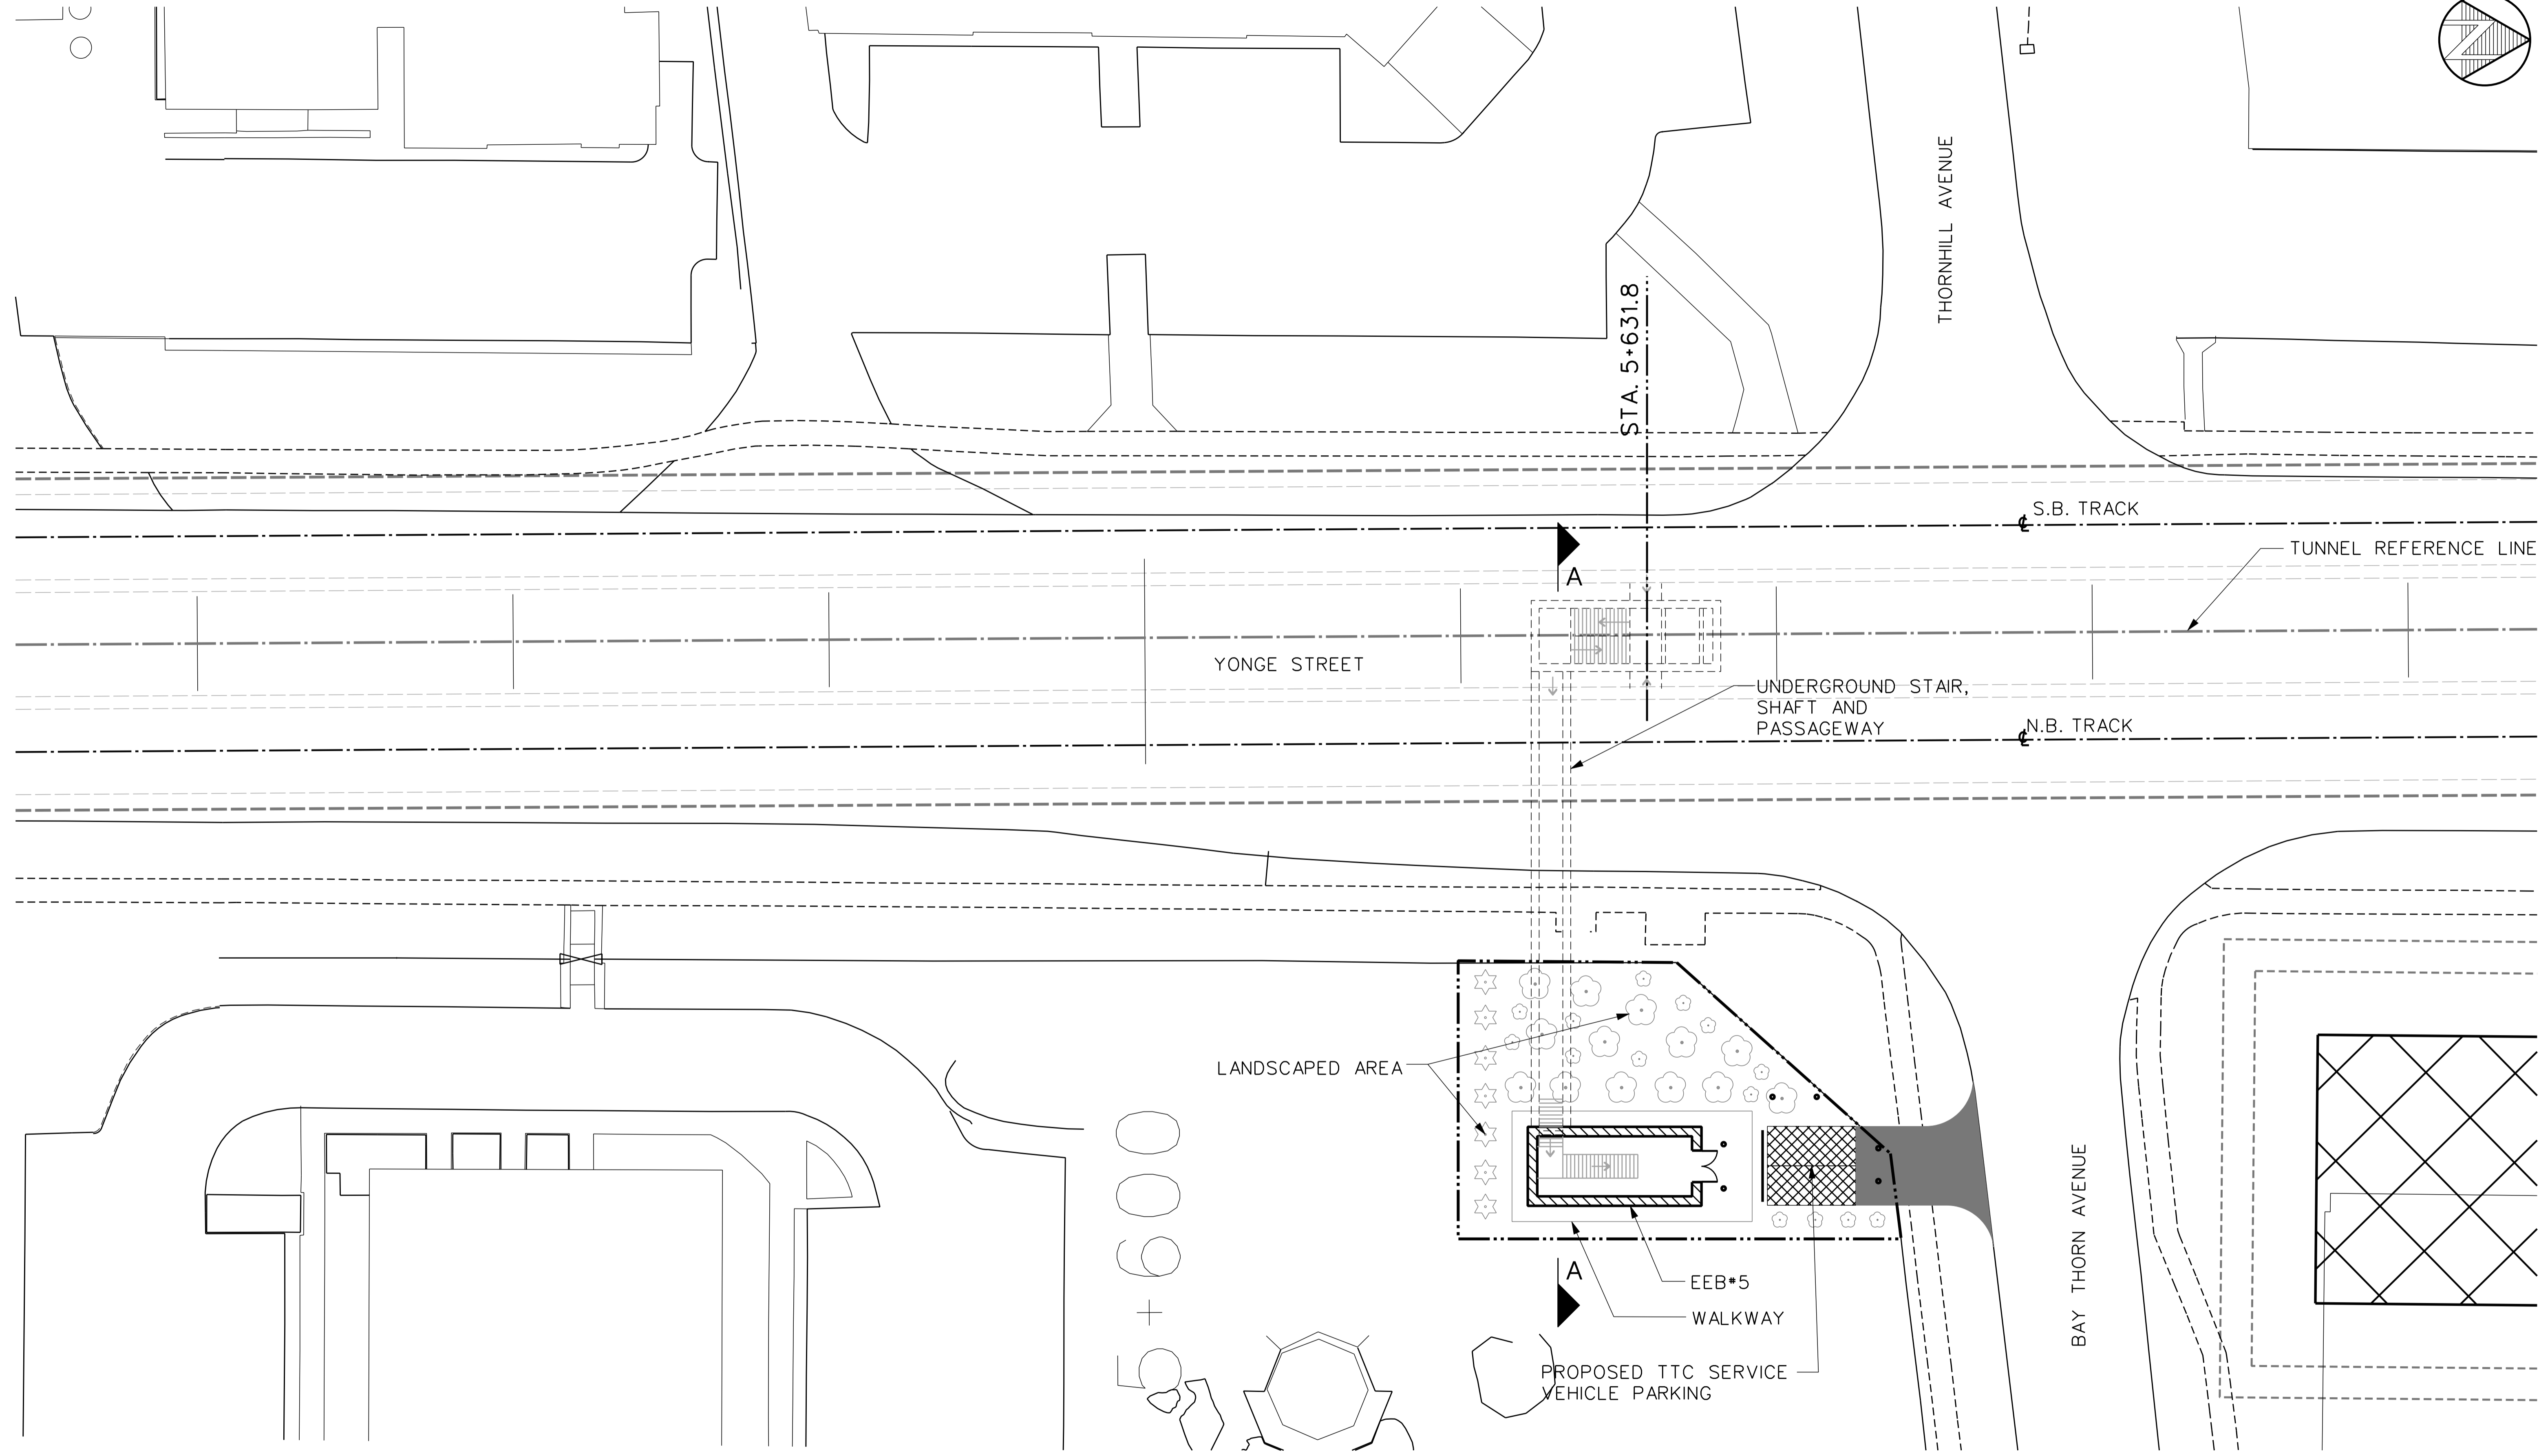 N
THORNHILL AVENUE
STA. 5+631.8
℄ S.B. TRACK
TUNNEL REFERENCE LINE
A
YONGE STREET
UNDERGROUND STAIR,
SHAFT AND
PASSAGEWAY
℄ N.B. TRACK
LANDSCAPED AREA
5+600
A
EEB#5
WALKWAY
PROPOSED TTC SERVICE
VEHICLE PARKING
BAY THORN AVENUE